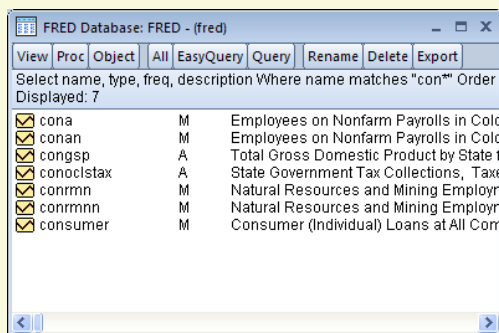 FRED Database: FRED - (fred)
View Proc Object All EasyQuery Query Rename Delete Export
Select name, type, freq, description Where name matches "con*" Order
Displayed: 7
cona M Employees on Nonfarm Payrolls in Colo
conan M Employees on Nonfarm Payrolls in Colo
congsp A Total Gross Domestic Product by State
conoclstax A State Government Tax Collections, Taxe
conrmn M Natural Resources and Mining Employ
conrmnn M Natural Resources and Mining Employ
consumer M Consumer (Individual) Loans at All Com